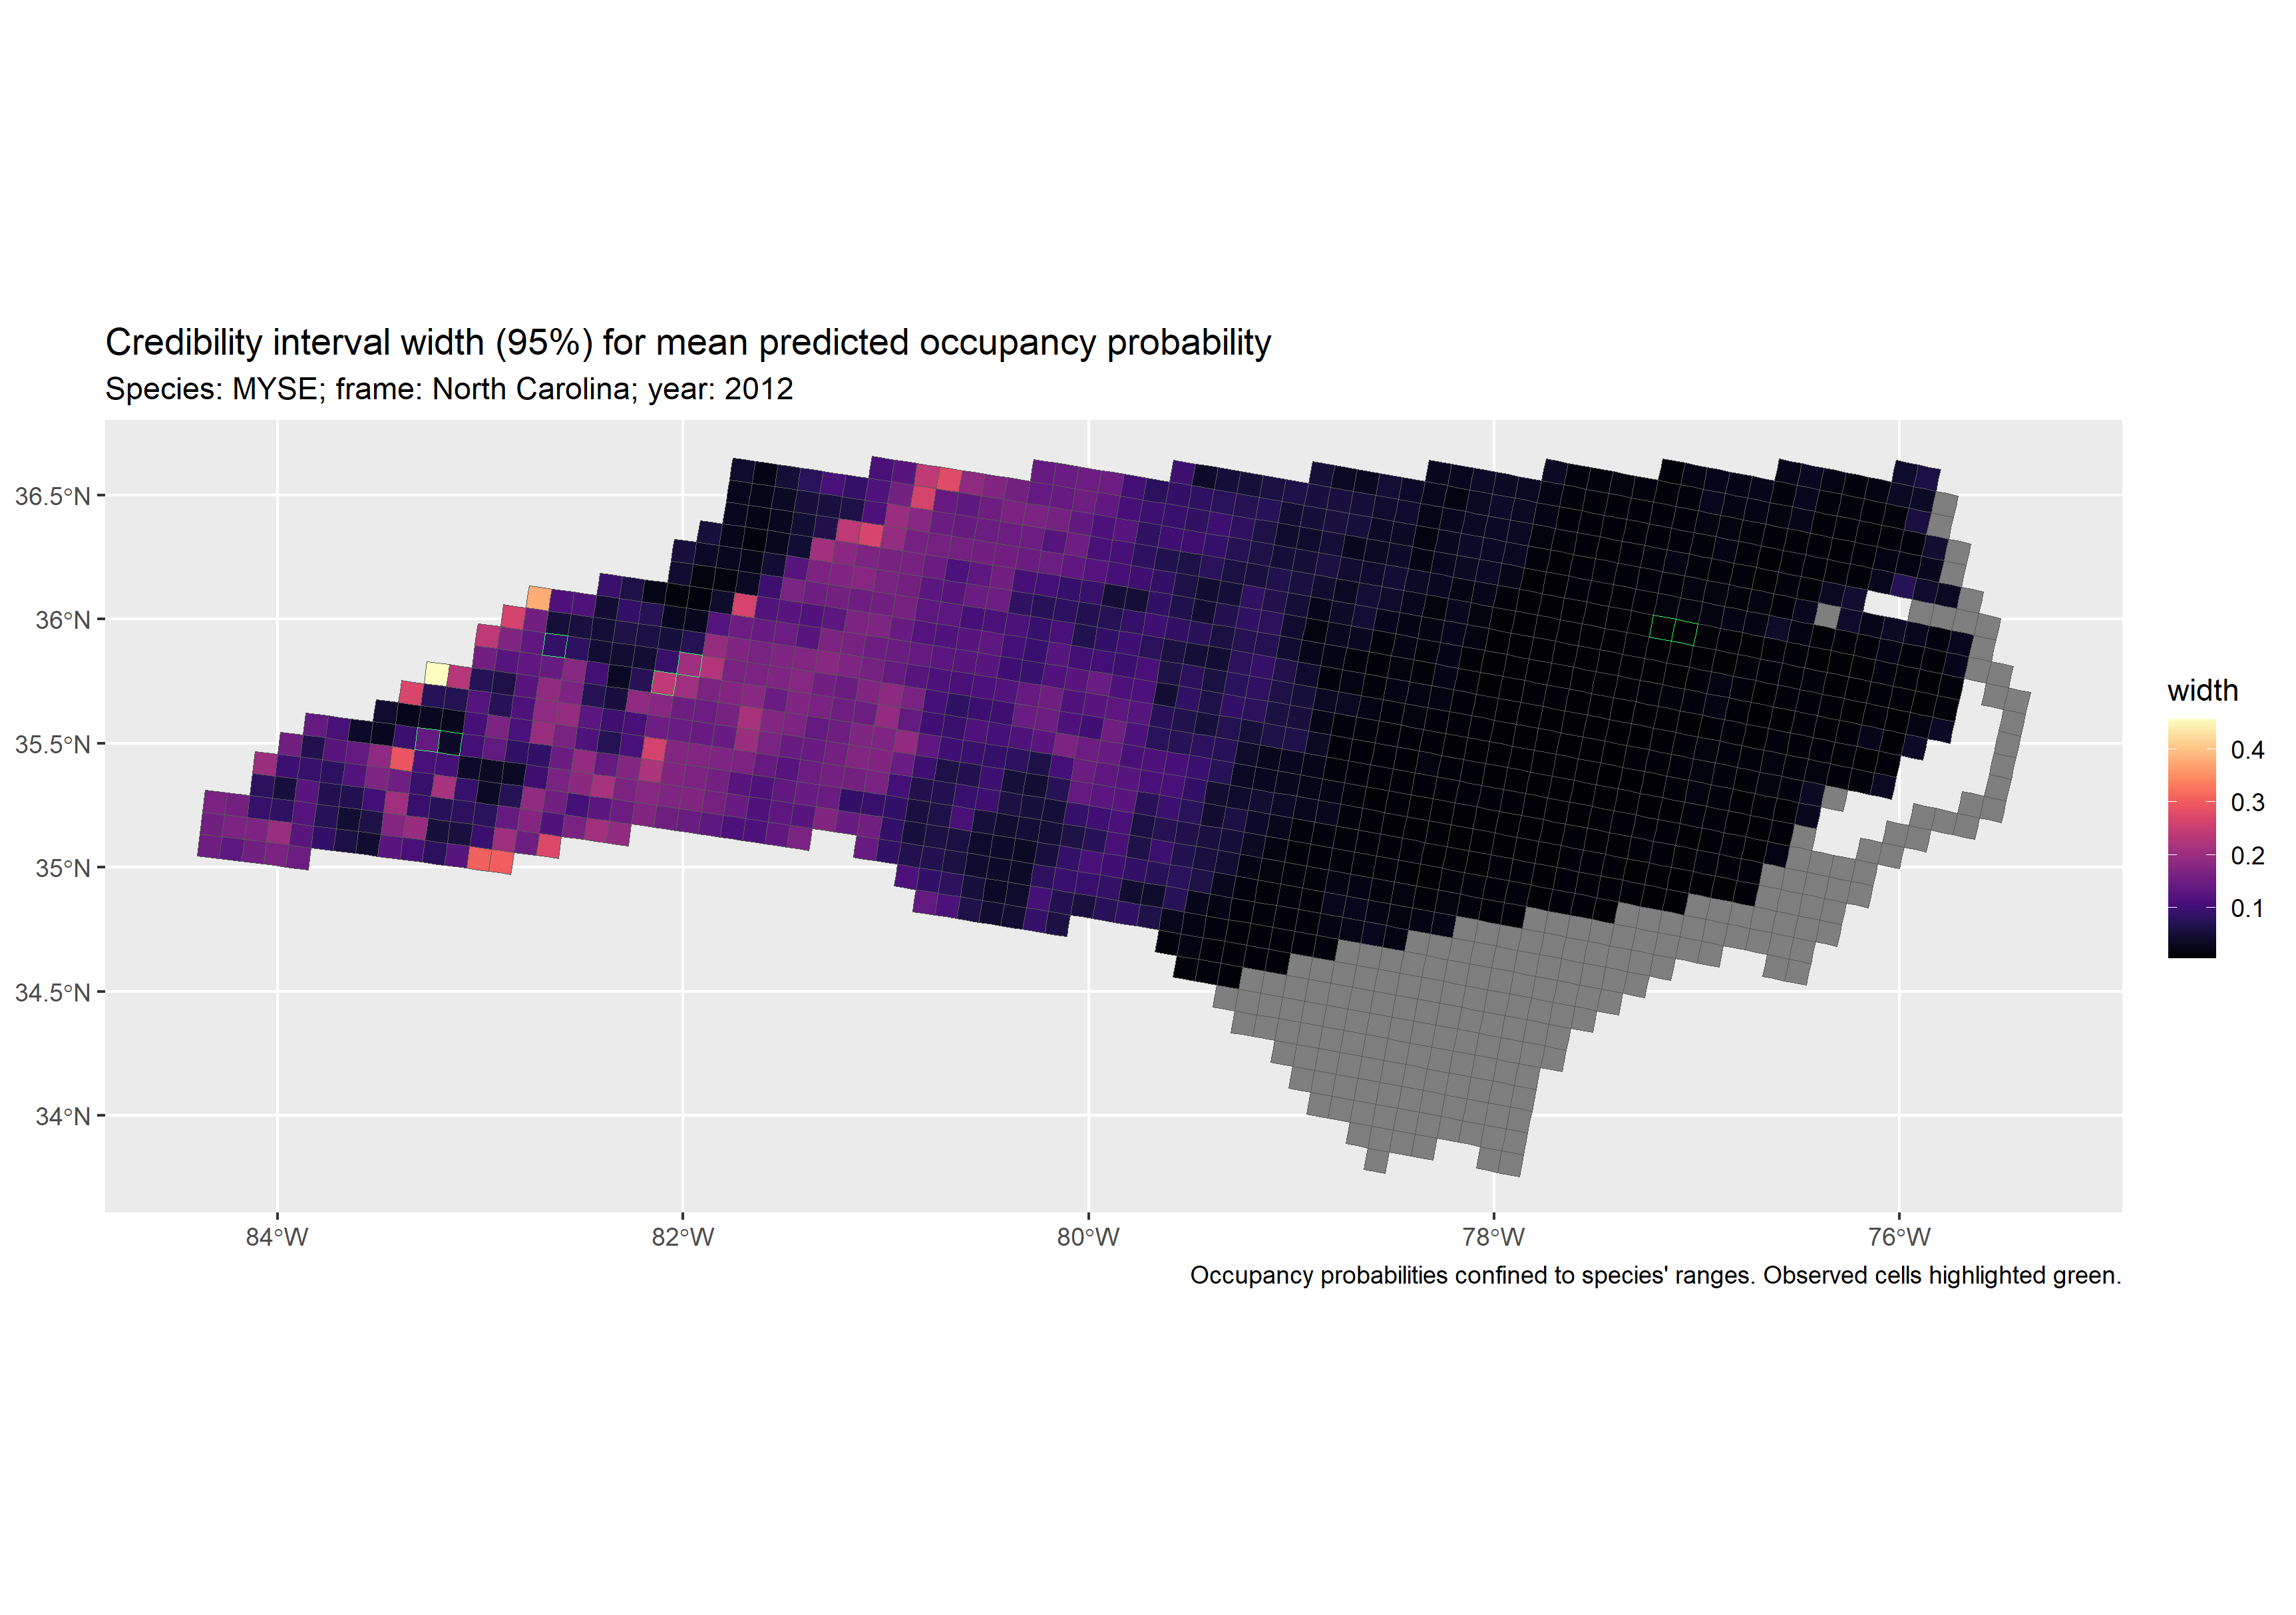 Credibility interval width (95%) for mean predicted occupancy probability
Species: MYSE; frame: North Carolina; year: 2012
36.5°N
36°N
35.5°N
35°N
34.5°N
34°N
84°W
82°W
80°W
78°W
76°W
width
0.4
0.3
0.2
0.1
Occupancy probabilities confined to species' ranges. Observed cells highlighted green.